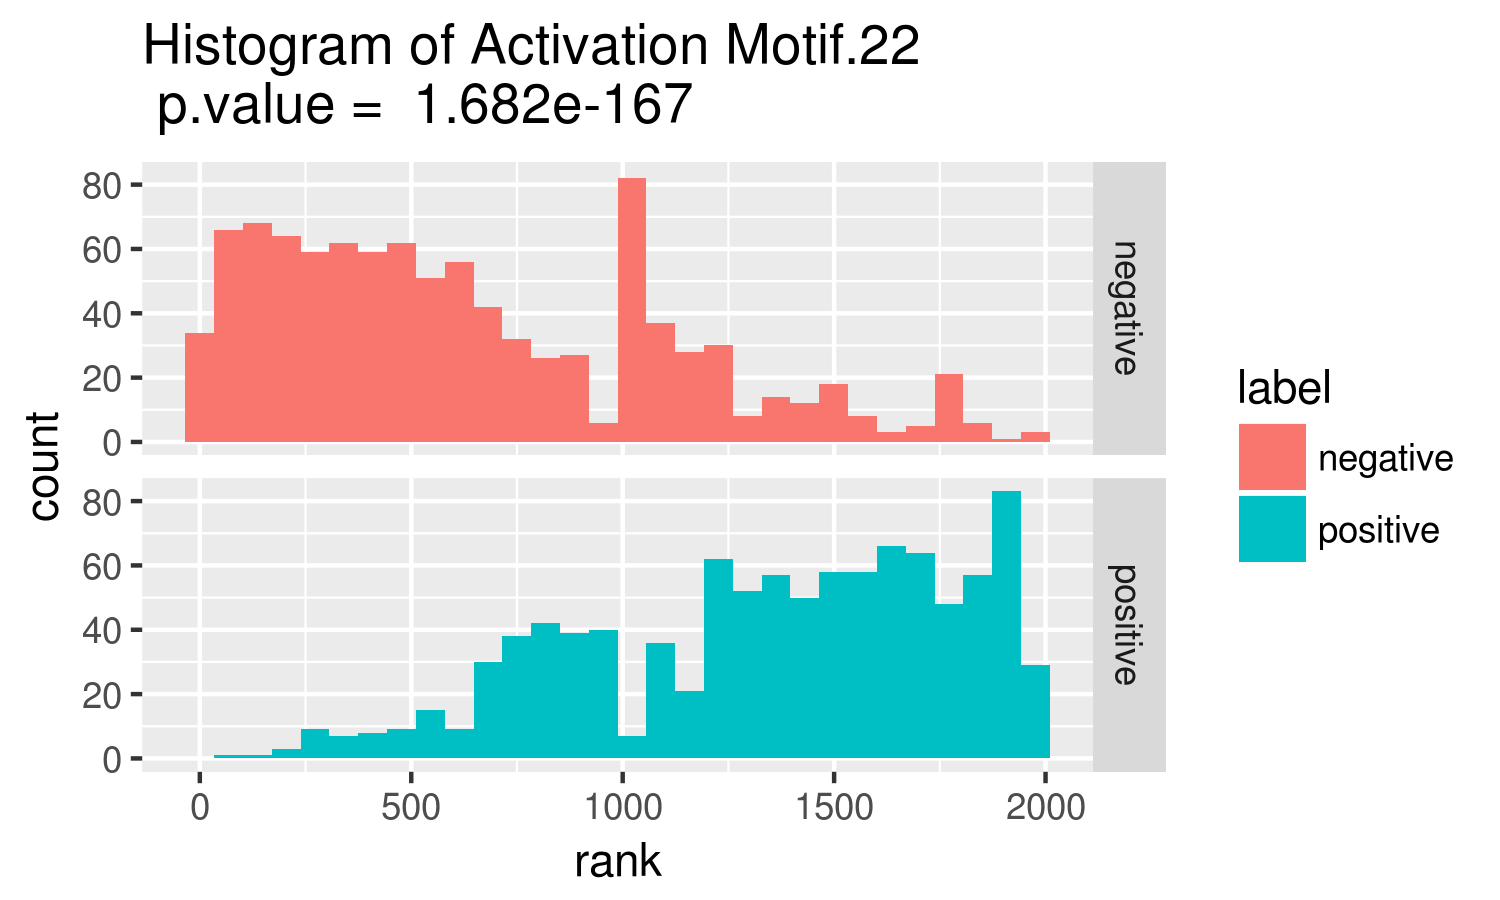 Histogram of Activation Motif.22
p.value = 1.682e-167
80
60
40
20
0
negative
80
60
40
20
0
positive
count
0 500 1000 1500 2000
rank
label
negative
positive